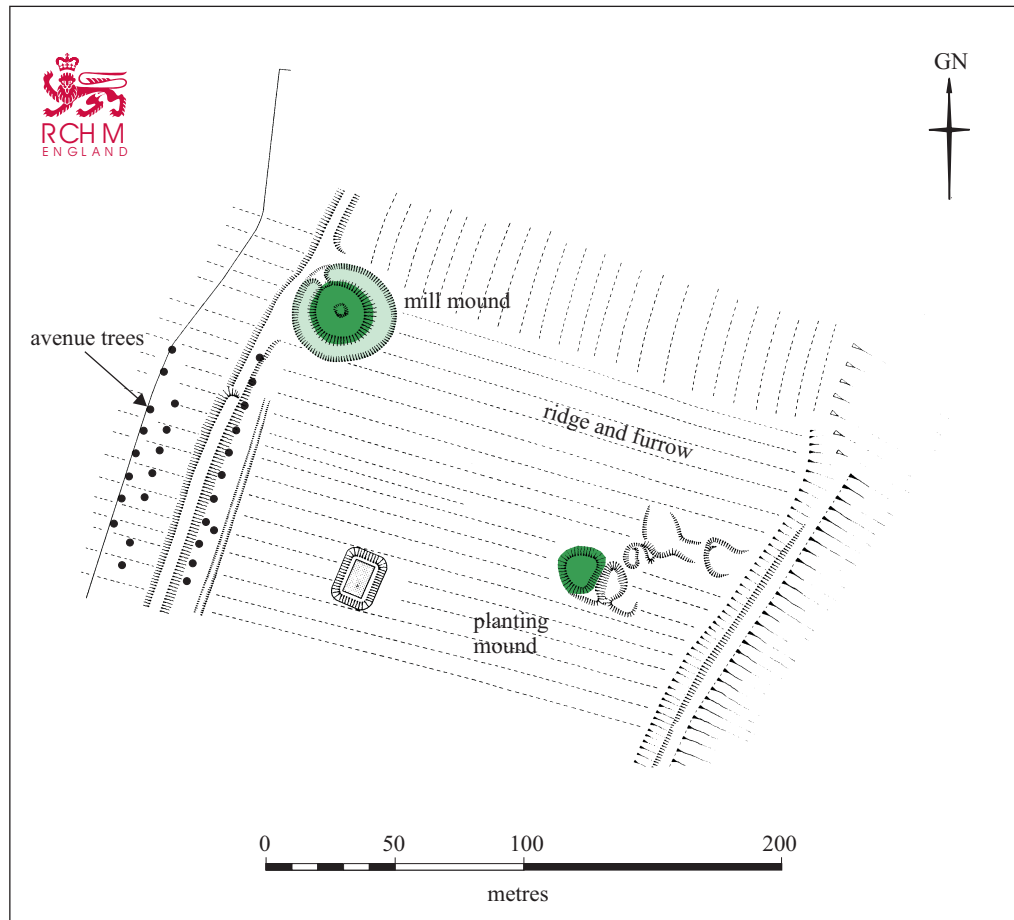 RCHM
ENGLAND
GN
mill mound
avenue trees
ridge and furrow
planting
mound
0 50 100 200
metres